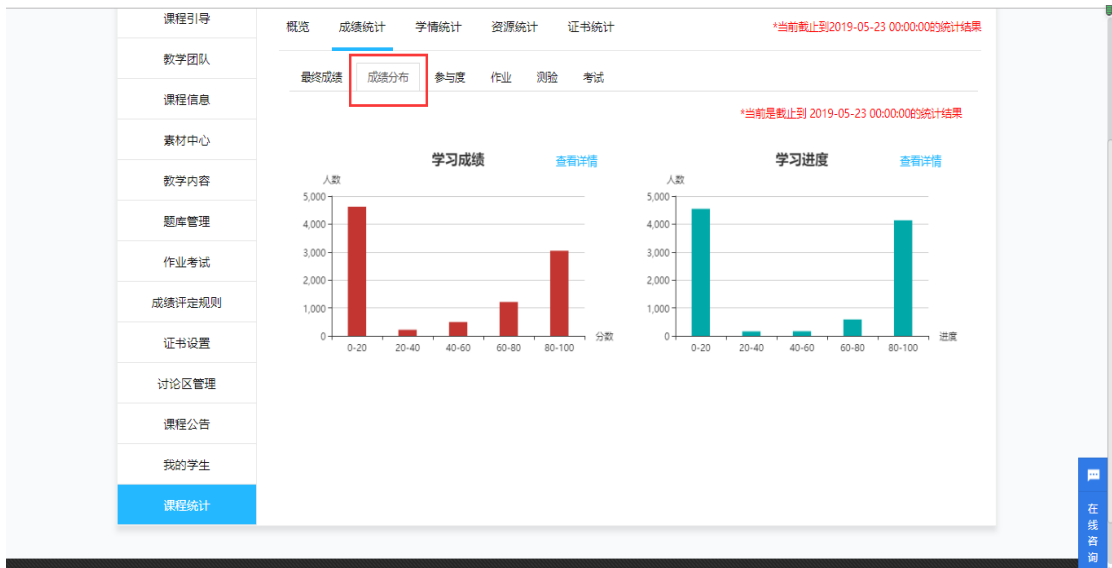 课程引导
教学团队
课程信息
素材中心
教学内容
题库管理
作业考试
成绩评定规则
证书设置
讨论区管理
课程公告
我的学生
课程统计
概览 成绩统计 学情统计 资源统计 证书统计 *当前截止到2019-05-23 00:00:00的统计结果
最终成绩 成绩分布 参与度 作业 测验 考试
*当前是截止到 2019-05-23 00:00:00的统计结果
学习成绩 查看详情
人数
5,000
4,000
3,000
2,000
1,000
0
0-20 20-40 40-60 60-80 80-100
分数
学习进度 查看详情
人数
5,000
4,000
3,000
2,000
1,000
0
0-20 20-40 40-60 60-80 80-100
进度
在
线
咨
询